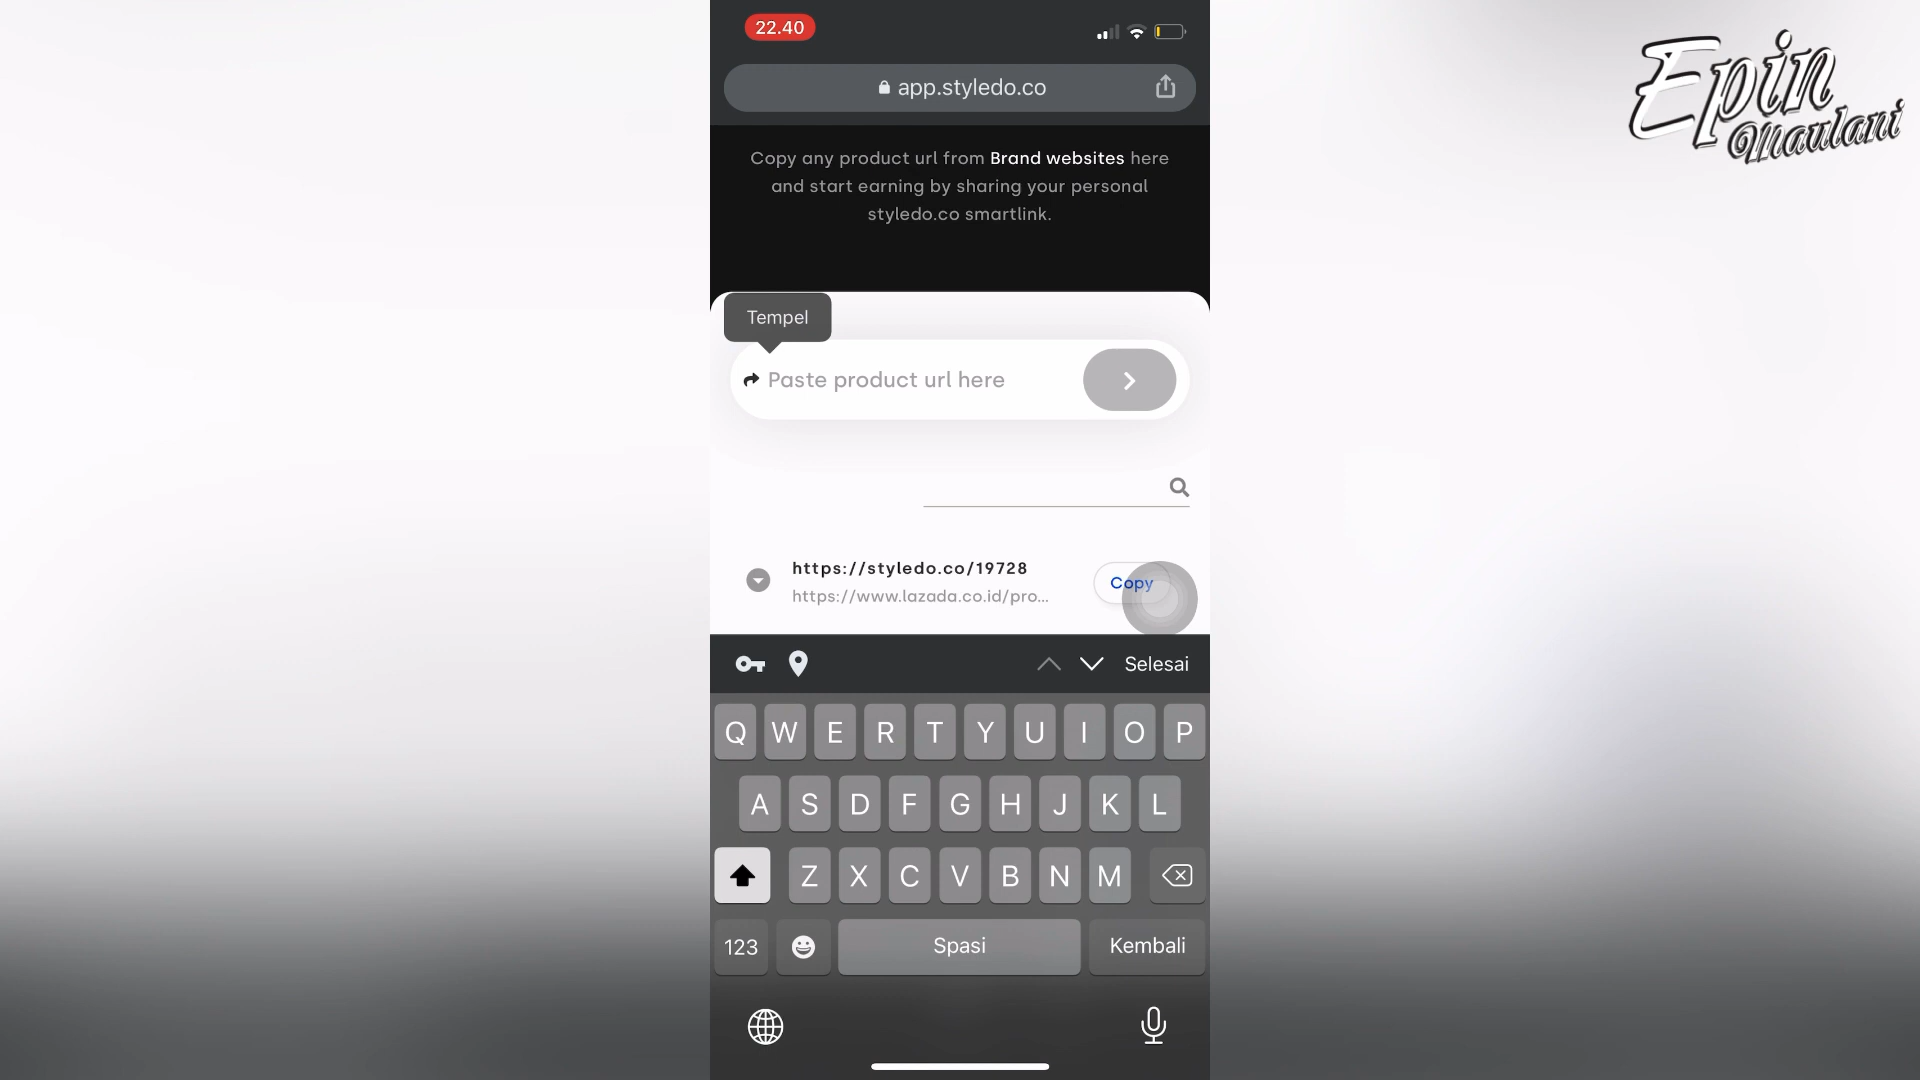 22.40
Epin
Maulani
app.styledo.co
Copy any product url from Brand websites here
and start earning by sharing your personal
styledo.co smartlink.
Tempel
Paste product url here
https://styledo.co/19728
Copy
https://www.lazada.co.id/pro...
Selesai
Q W E R T Y U I O P
A S D F G H J K L
Z X C V B N M
123
Spasi
Kembali